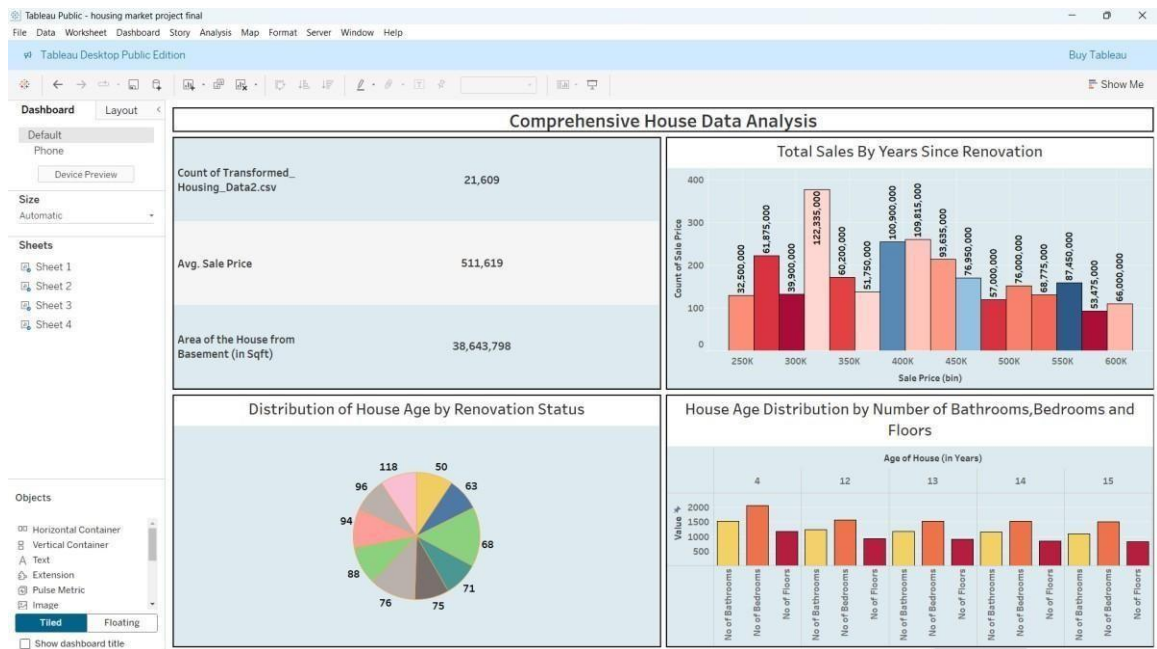 Tableau Public - housing market project final
File Data Worksheet Dashboard Story Analysis Map Format Server Window Help
Tableau Desktop Public Edition
Buy Tableau
Show Me
Dashboard Layout
Default
Phone
Device Preview
Size
Automatic
Sheets
Sheet 1
Sheet 2
Sheet 3
Sheet 4
Objects
Horizontal Container
Vertical Container
Text
Extension
Pulse Metric
Image
Tiled Floating
Show dashboard title
Comprehensive House Data Analysis
Count of Transformed_
Housing_Data2.csv
21,609
Avg. Sale Price
511,619
Area of the House from
Basement (in Sqft)
38,643,798
Total Sales By Years Since Renovation
Count of Sale Price
400
300
200
100
0
32,500,000
61,875,000
39,900,000
122,335,000
60,200,000
51,750,000
100,900,000
109,815,000
93,635,000
76,950,000
57,000,000
76,000,000
68,775,000
87,450,000
53,475,000
66,000,000
250K 300K 350K 400K 450K 500K 550K 600K
Sale Price (bin)
Distribution of House Age by Renovation Status
50
63
68
71
75
76
88
94
96
118
House Age Distribution by Number of Bathrooms,Bedrooms and
Floors
Age of House (in Years)
4 12 13 14 15
Value
2000
1500
1000
500
No of Bathrooms
No of Bedrooms
No of Floors
No of Bathrooms
No of Bedrooms
No of Floors
No of Bathrooms
No of Bedrooms
No of Floors
No of Bathrooms
No of Bedrooms
No of Floors
No of Bathrooms
No of Bedrooms
No of Floors